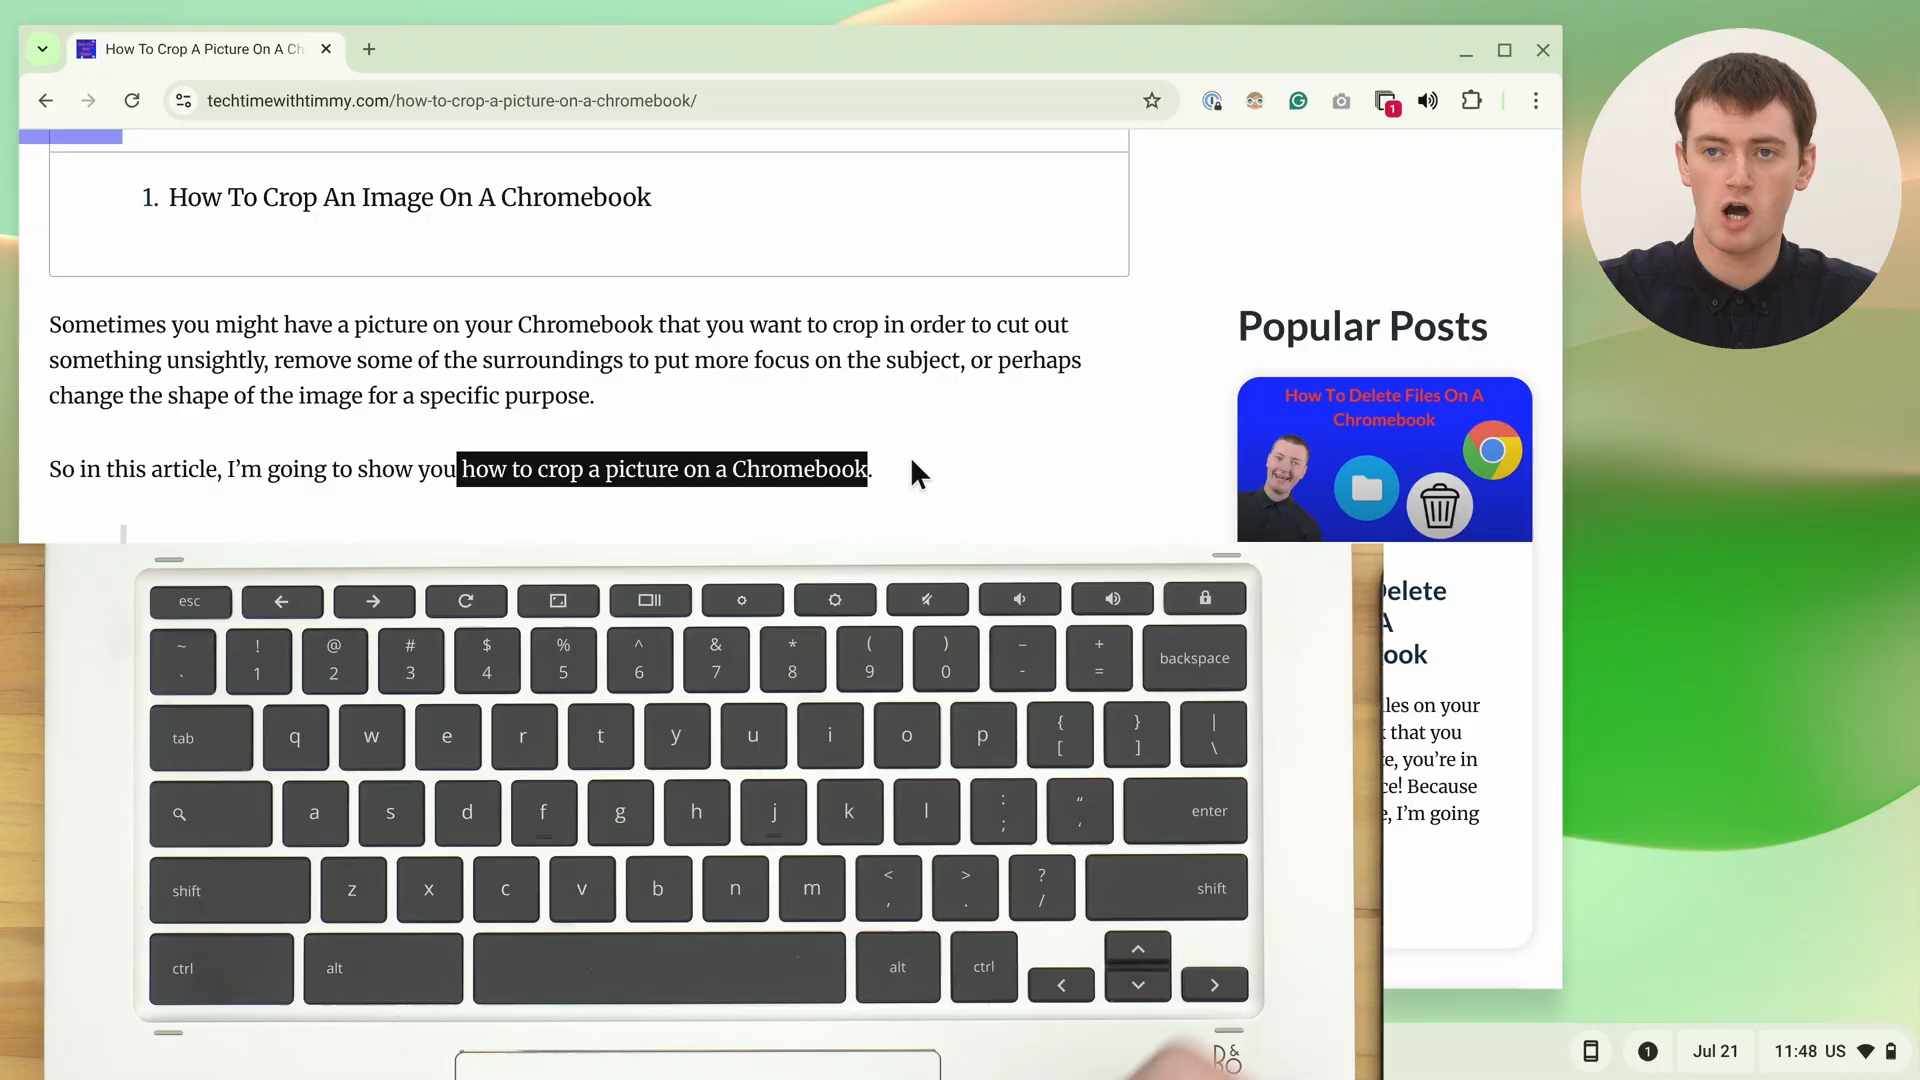 How To Crop A Picture On A Ch
techtimewithtimmy.com/how-to-crop-a-picture-on-a-chromebook/
1
1. How To Crop An Image On A Chromebook
Sometimes you might have a picture on your Chromebook that you want to crop in order to cut out
something unsightly, remove some of the surroundings to put more focus on the subject, or perhaps
change the shape of the image for a specific purpose.
So in this article, I'm going to show you how to crop a picture on a Chromebook.
Popular Posts
How To Delete Files On A
Chromebook
Delete
A
ook
les on your
that you
e, you're in
ce! Because
e, I'm going
esc
~ ! @ # $ % ^ & * ( ) – +
` 1 2 3 4 5 6 7 8 9 0 - = backspace
tab q w e r t y u i o p { [ } ] | \
a s d f g h j k l : ; “ ‘ enter
shift z x c v b n m < , > . ? / shift
ctrl alt alt ctrl
B&O
1 Jul 21 11:48 US